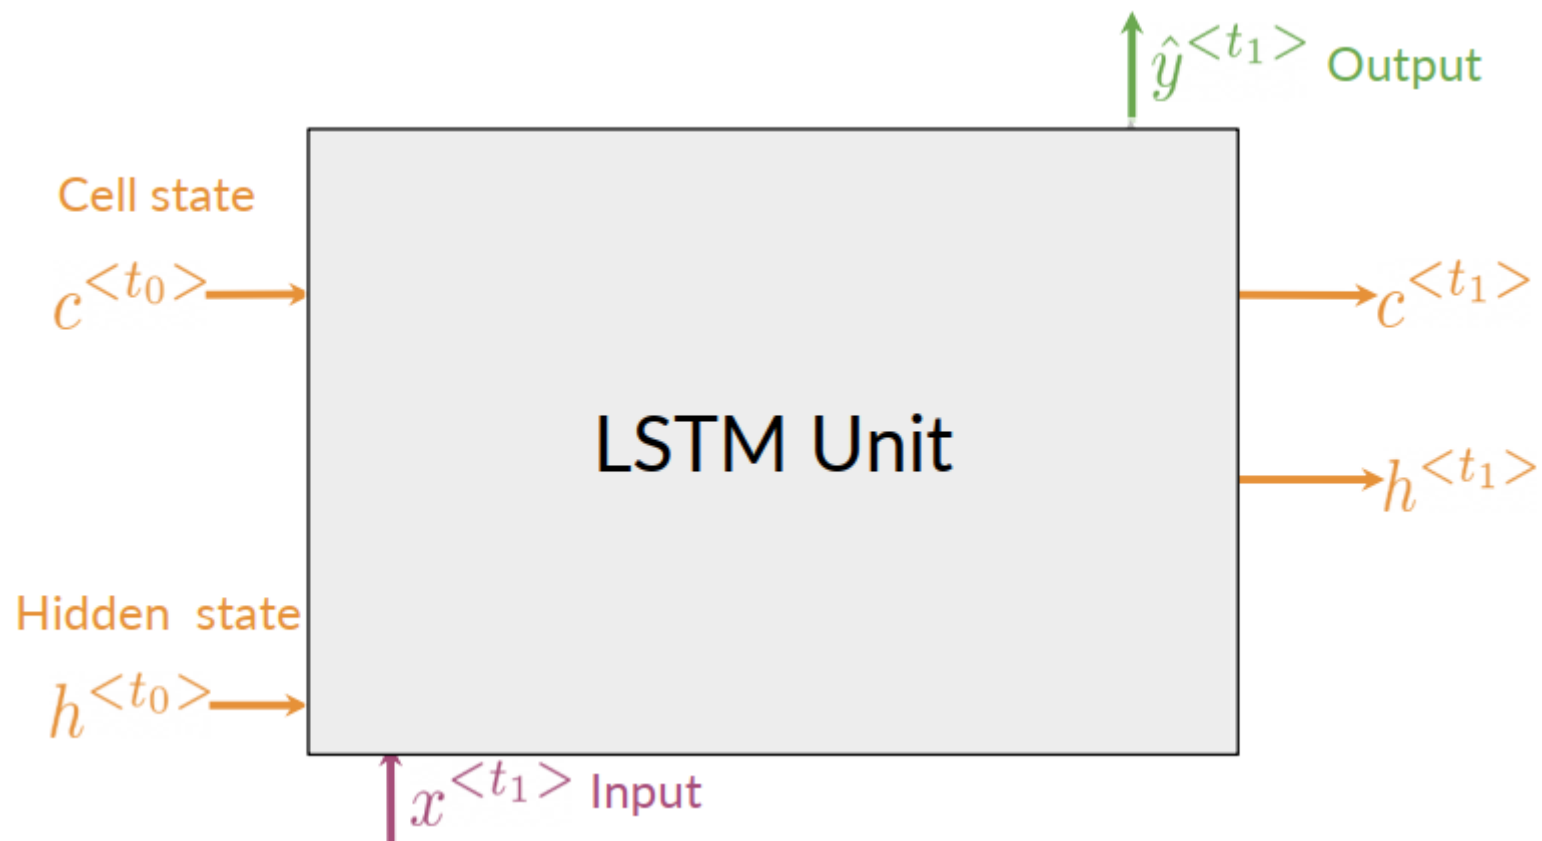 ŷ^{<t₁>} Output
Cell state
c^{<t₀>}
c^{<t₁>}
LSTM Unit
h^{<t₁>}
Hidden state
h^{<t₀>}
x^{<t₁>} Input